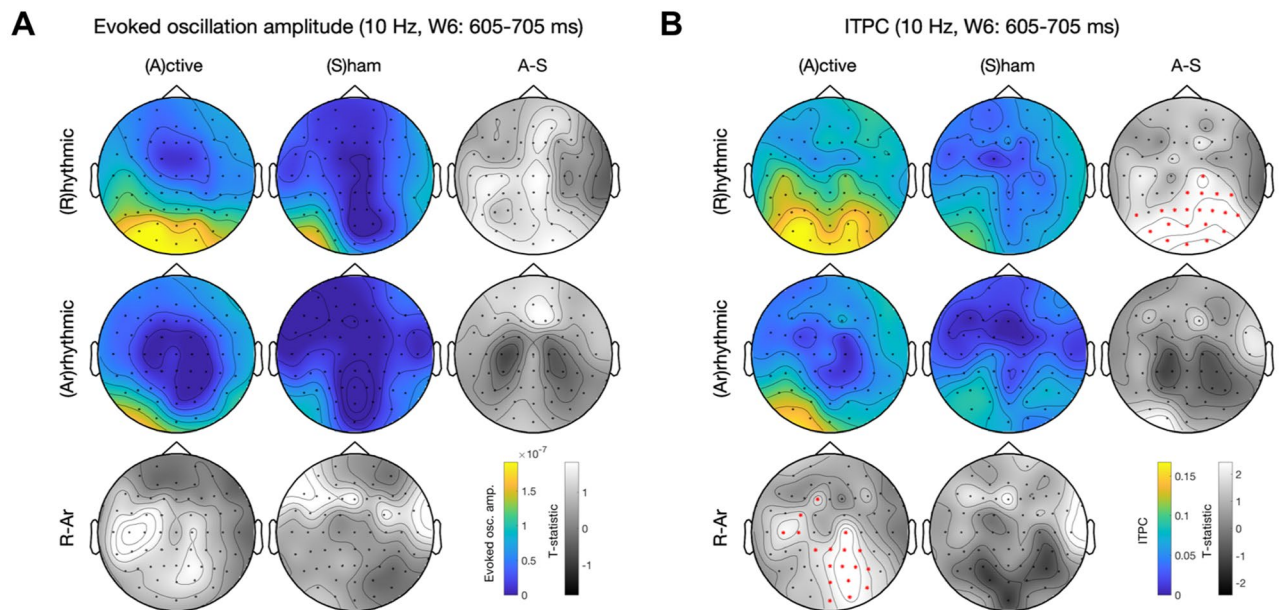 A
Evoked oscillation amplitude (10 Hz, W6: 605-705 ms)
(A)ctive
(S)ham
A-S
(R)hythmic
(Ar)rhythmic
R-Ar
×10-7
Evoked osc. amp.
1.5
1
0.5
0
T-statistic
1
0
-1
B
ITPC (10 Hz, W6: 605-705 ms)
(A)ctive
(S)ham
A-S
(R)hythmic
(Ar)rhythmic
R-Ar
ITPC
0.15
0.1
0.05
0
T-statistic
2
1
0
-1
-2